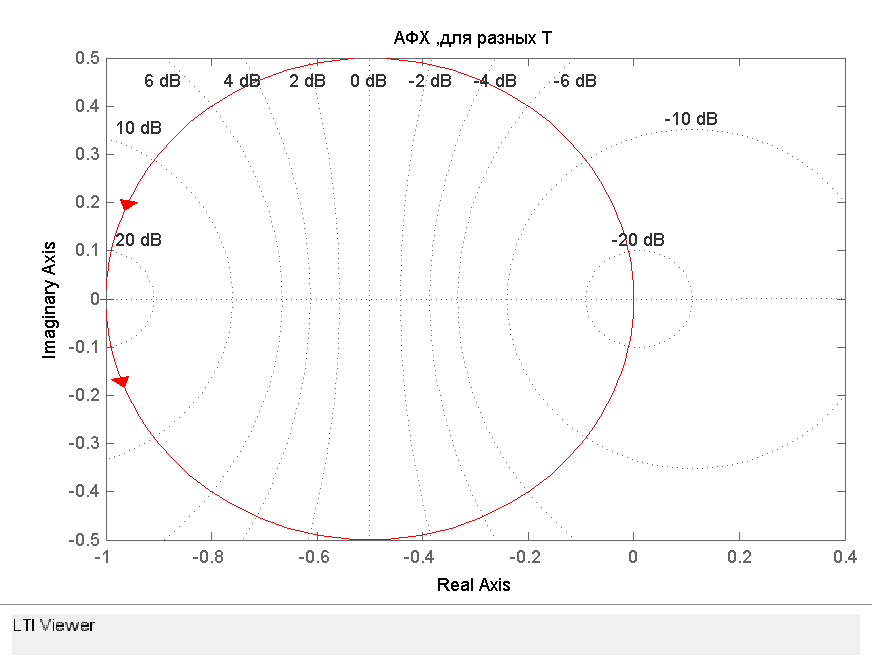 АФХ ,для разных Т
0.5
6 dB 4 dB 2 dB 0 dB -2 dB -4 dB -6 dB
0.4
10 dB -10 dB
0.3
0.2
20 dB -20 dB
0.1
0
-0.1
-0.2
-0.3
-0.4
-0.5
Imaginary Axis
-1 -0.8 -0.6 -0.4 -0.2 0 0.2 0.4
Real Axis
LTI Viewer